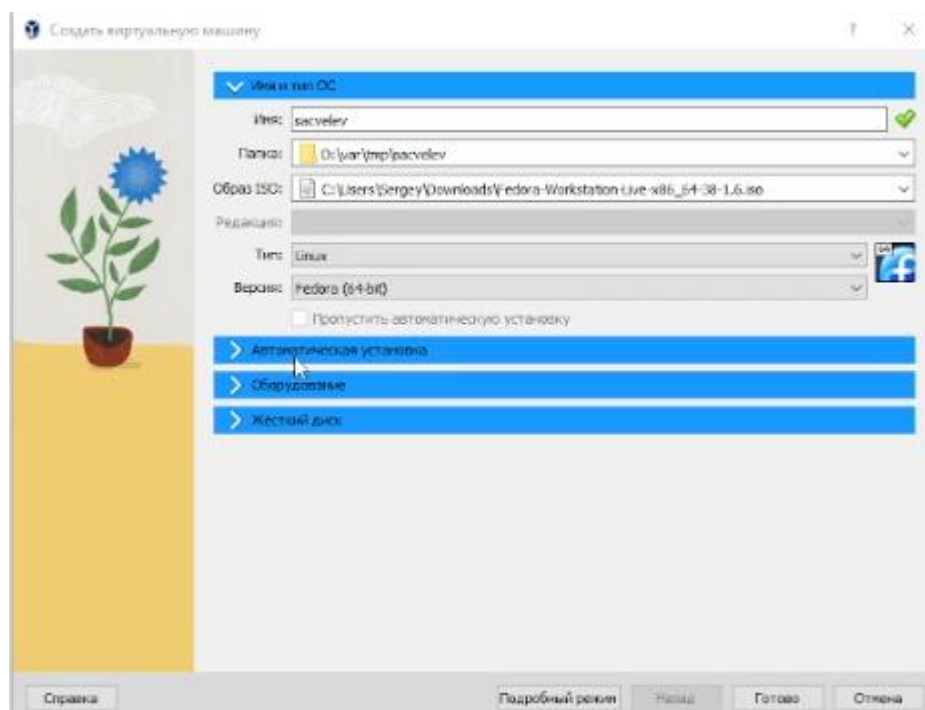 Создать виртуальную машину
? ×
Имя и тип ОС
Имя: sacvelev
Папка: D:\var\tmp\pacvelev
Образ ISO: C:\Users\Sergey\Downloads\Fedora-Workstation-Live-x86_64-38-1.6.iso
Редакция:
Тип: Linux
Версия: Fedora (64-bit)
Пропустить автоматическую установку
Автоматическая установка
Оборудование
Жёсткий диск
Справка Подробный режим Назад Готово Отмена